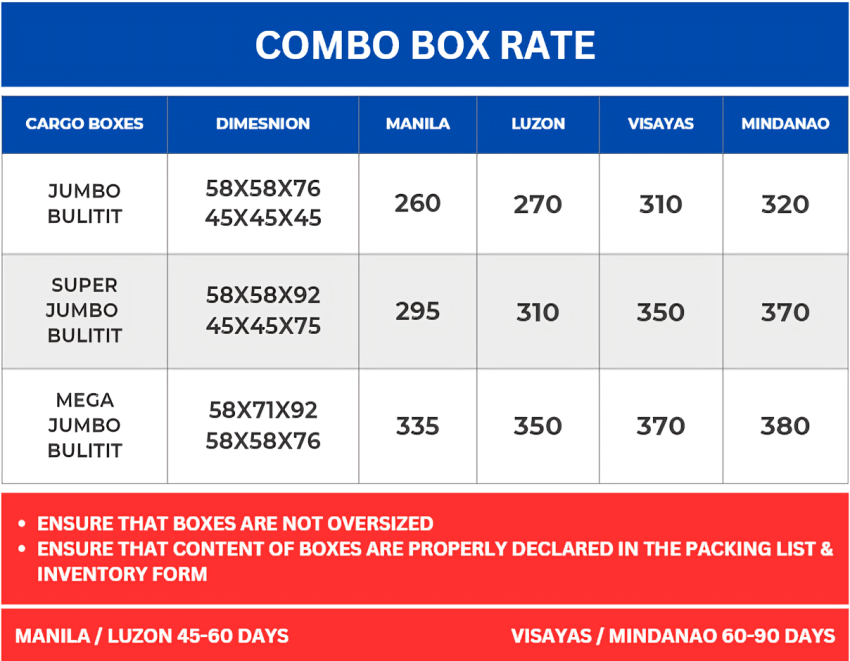 COMBO BOX RATE
CARGO BOXES DIMESNION MANILA LUZON VISAYAS MINDANAO
JUMBO
BULITIT
58X58X76
45X45X45
260 270 310 320
SUPER
JUMBO
BULITIT
58X58X92
45X45X75
295 310 350 370
MEGA
JUMBO
BULITIT
58X71X92
58X58X76
335 350 370 380
• ENSURE THAT BOXES ARE NOT OVERSIZED
• ENSURE THAT CONTENT OF BOXES ARE PROPERLY DECLARED IN THE PACKING LIST &
INVENTORY FORM
MANILA / LUZON 45-60 DAYS
VISAYAS / MINDANAO 60-90 DAYS